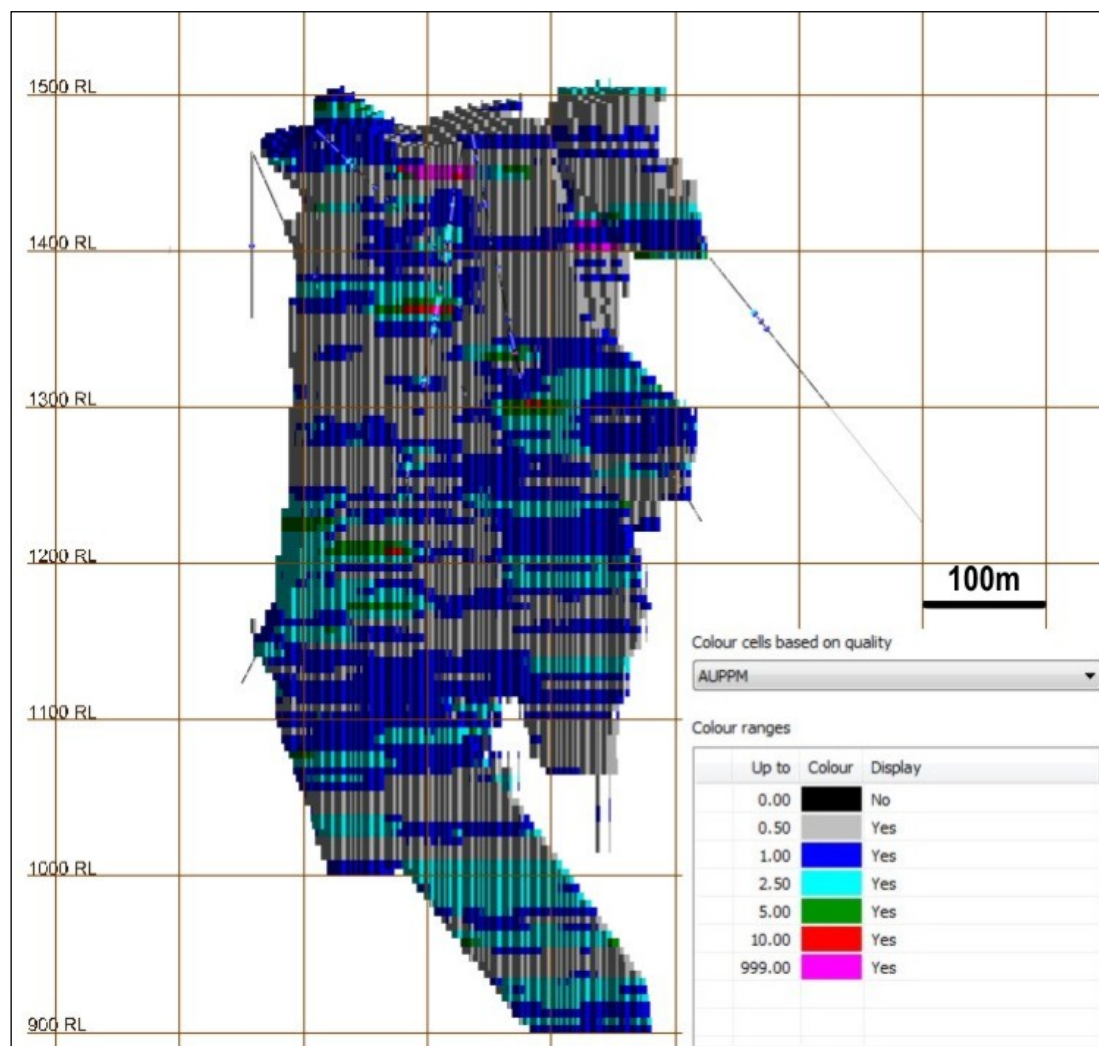 1500 RL
1400 RL
1300 RL
1200 RL
100m
1100 RL
1000 RL
900 RL
Colour cells based on quality
AUPPM
Colour ranges
Up to Colour Display
0.00 No
0.50 Yes
1.00 Yes
2.50 Yes
5.00 Yes
10.00 Yes
999.00 Yes